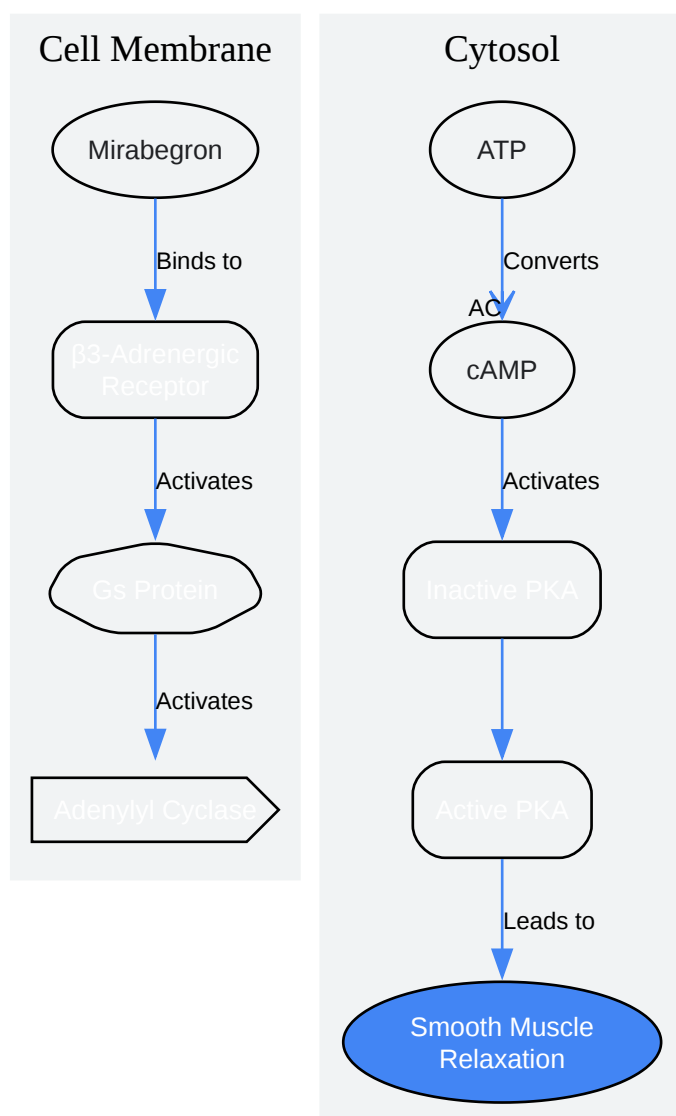 Cell Membrane
Mirabegron
Binds to
β3-Adrenergic
Receptor
Activates
Gs Protein
Activates
Adenylyl Cyclase
Cytosol
ATP
Converts
AC
cAMP
Activates
Inactive PKA
Active PKA
Leads to
Smooth Muscle
Relaxation